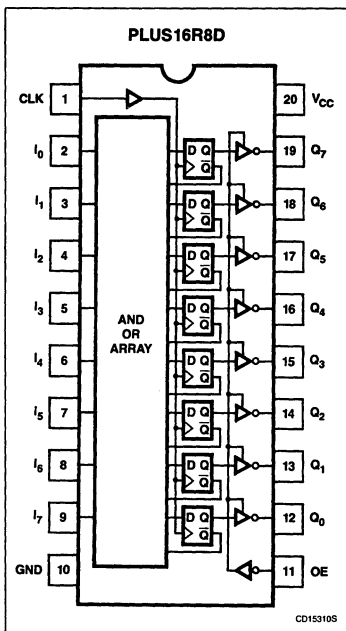 PLUS16R8D
CLK 1 20 VCC
I0 2 D Q Q̅ 19 Q7
I1 3 D Q Q̅ 18 Q6
I2 4 D Q Q̅ 17 Q5
I3 5 D Q Q̅ 16 Q4
AND
OR
ARRAY
I4 6 D Q Q̅ 15 Q3
I5 7 D Q Q̅ 14 Q2
I6 8 D Q Q̅ 13 Q1
I7 9 D Q Q̅ 12 Q0
GND 10 11 OE
CD15310S